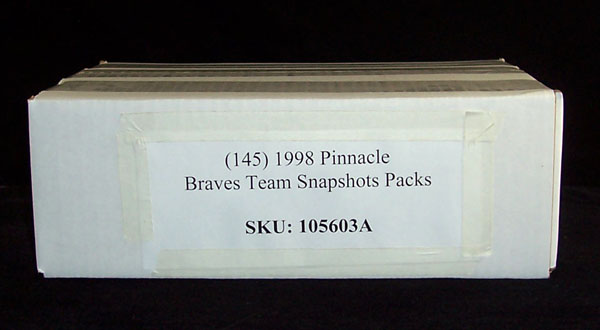 (145) 1998 Pinnacle
Braves Team Snapshots Packs
SKU: 105603A